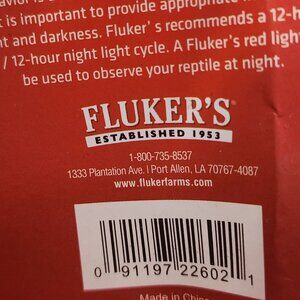 t is important to provide appropriate
nt and darkness. Fluker's recommends a 12-h
/ 12-hour night light cycle. A Fluker's red light
be used to observe your reptile at night.
FLUKER'S
ESTABLISHED 1953
1-800-735-8537
1333 Plantation Ave. | Port Allen, LA 70767-4087
www.flukerfarms.com
0 91197 22602 1
Made in China